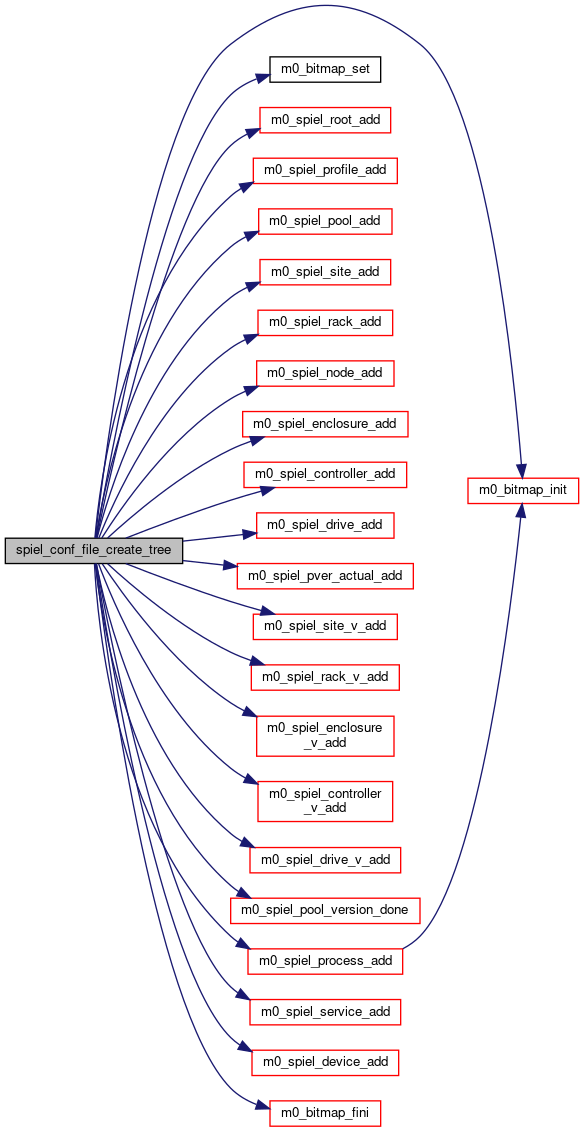 m0_bitmap_set
m0_spiel_root_add
m0_spiel_profile_add
m0_spiel_pool_add
m0_spiel_site_add
m0_spiel_rack_add
m0_spiel_node_add
m0_spiel_enclosure_add
m0_spiel_controller_add
m0_bitmap_init
m0_spiel_drive_add
spiel_conf_file_create_tree
m0_spiel_pver_actual_add
m0_spiel_site_v_add
m0_spiel_rack_v_add
m0_spiel_enclosure
_v_add
m0_spiel_controller
_v_add
m0_spiel_drive_v_add
m0_spiel_pool_version_done
m0_spiel_process_add
m0_spiel_service_add
m0_spiel_device_add
m0_bitmap_fini